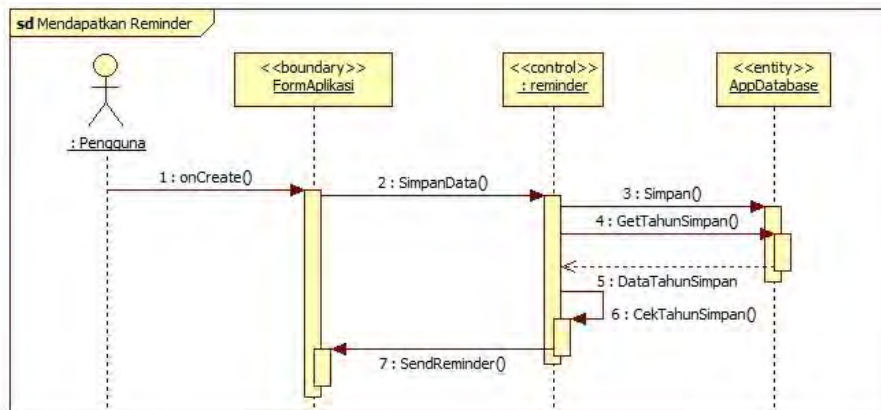 sd Mendapatkan Reminder
<<boundary>>
FormAplikasi
<<control>>
: reminder
<<entity>>
AppDatabase
: Pengguna
1 : onCreate()
2 : SimpanData()
3 : Simpan()
4 : GetTahunSimpan()
5 : DataTahunSimpan
6 : CekTahunSimpan()
7 : SendReminder()